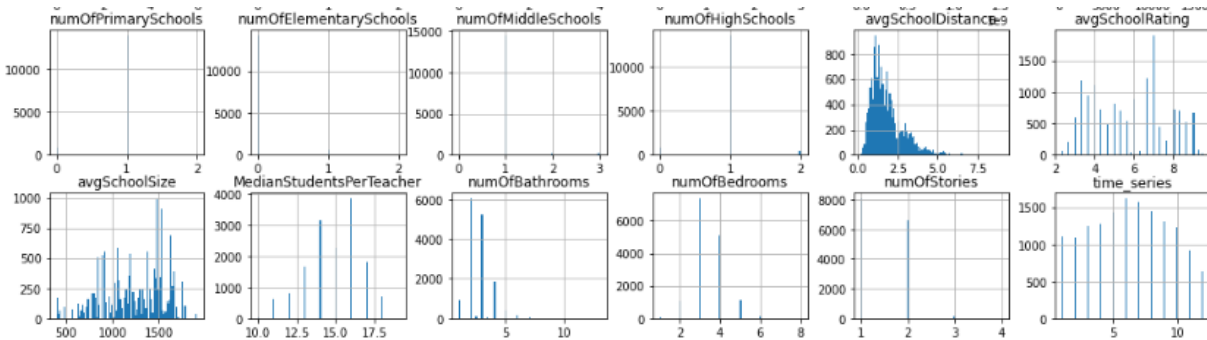 numOfPrimarySchools numOfElementarySchools numOfMiddleSchools numOfHighSchools avgSchoolDistance avgSchoolRating
15000
10000 10000 10000 10000 800 1500
600 1000
5000 5000 5000 5000 400
200 500
0 0 0 0 0 0
0 1 2 0 1 2 0 1 2 3 0 1 2 0.0 2.5 5.0 7.5 2 4 6 8
avgSchoolSize MedianStudentsPerTeacher numOfBathrooms numOfBedrooms numOfStories time_series
1000 4000 6000 6000 8000 1500
750 3000 6000
500 2000 4000 4000 4000 1000
250 1000 2000 2000 2000 500
0 0 0 0 0 0
500 1000 1500 10.0 12.5 15.0 17.5 5 10 2 4 6 8 1 2 3 4 5 10